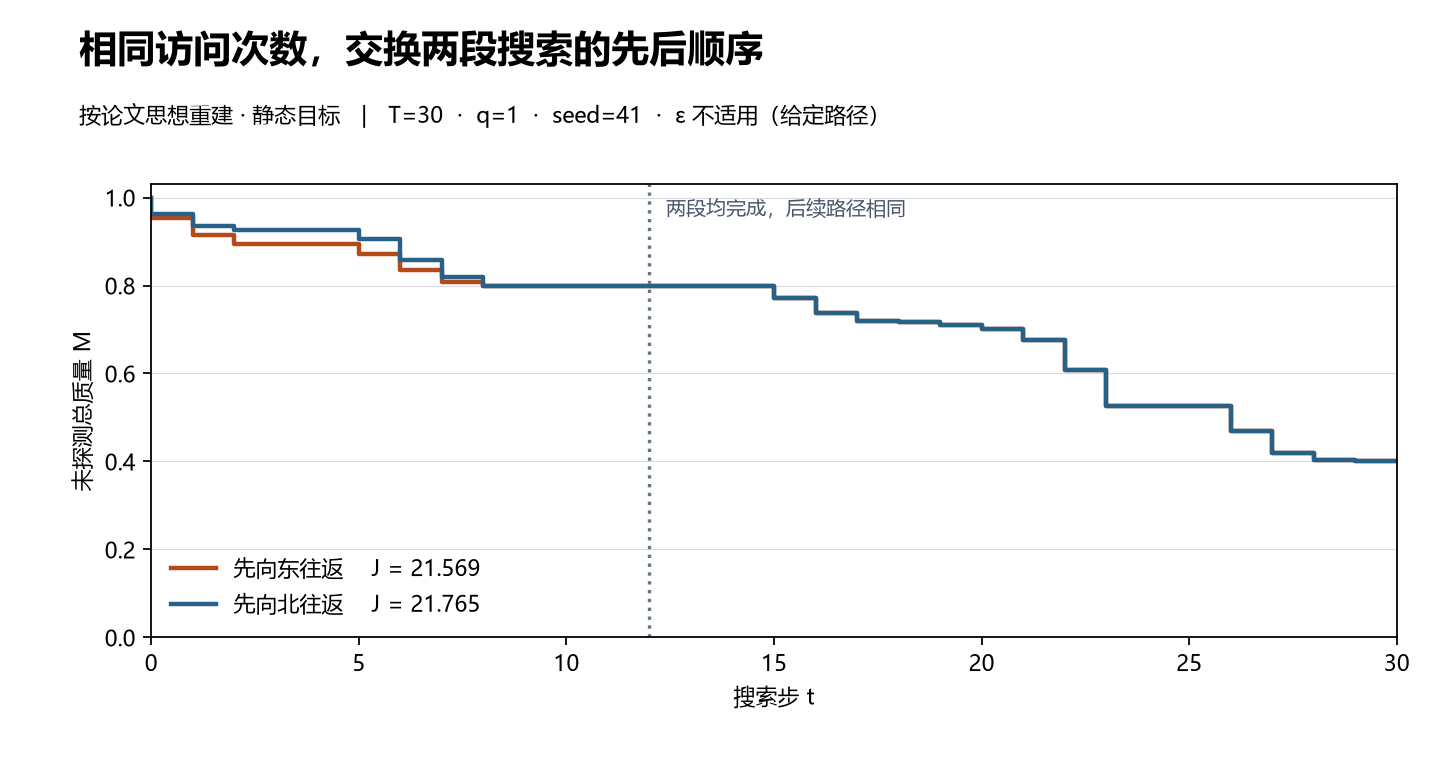 相同访问次数，交换两段搜索的先后顺序
按论文思想重建 · 静态目标 | T=30 · q=1 · seed=41 · ε 不适用（给定路径）
两段均完成，后续路径相同
1.0
0.8
0.6
0.4
0.2
0.0
未探测总质量 M
先向东往返 J = 21.569
先向北往返 J = 21.765
0 5 10 15 20 25 30
搜索步 t